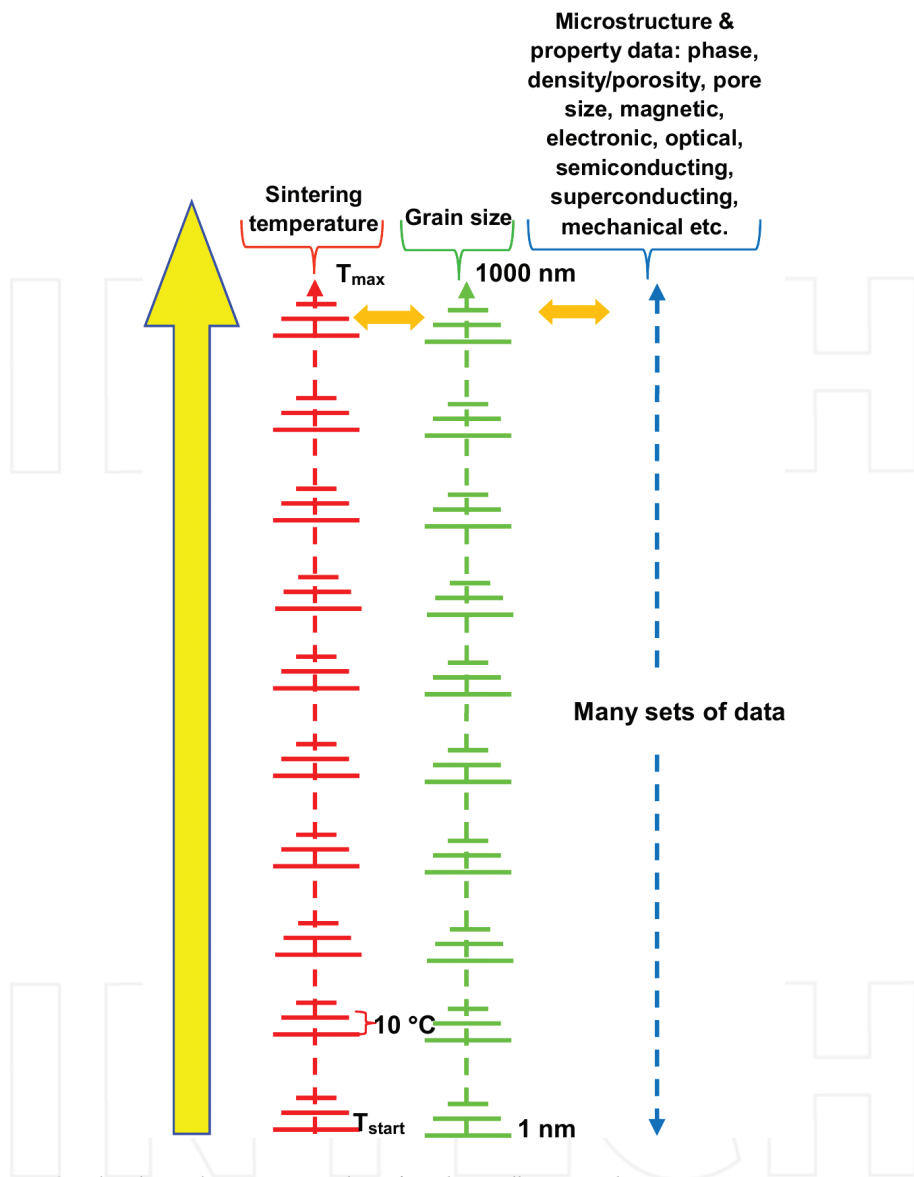 Microstructure &
property data: phase,
density/porosity, pore
size, magnetic,
electronic, optical,
semiconducting,
superconducting,
mechanical etc.
Sintering
temperature
Grain size
Tmax
1000 nm
Many sets of data
10 °C
Tstart
1 nm